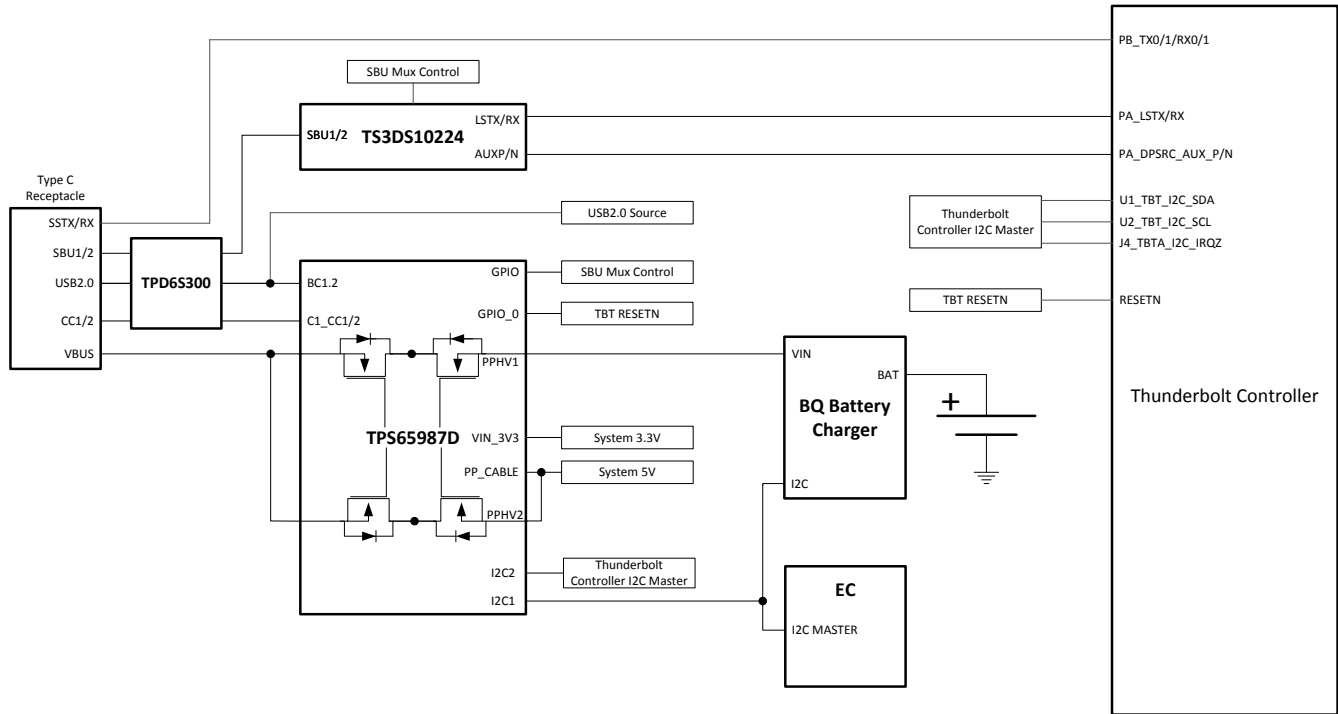 PB_TX0/1/RX0/1
SBU Mux Control
LSTX/RX
SBU1/2
TS3DS10224
AUXP/N
PA_LSTX/RX
PA_DPSRC_AUX_P/N
Type C
Receptacle
SSTX/RX
SBU1/2
USB2.0
CC1/2
VBUS
TPD6S300
USB2.0 Source
Thunderbolt
Controller I2C Master
U1_TBT_I2C_SDA
U2_TBT_I2C_SCL
J4_TBTA_I2C_IRQZ
GPIO
SBU Mux Control
BC1.2
GPIO_0
TBT RESETN
C1_CC1/2
TBT RESETN
RESETN
PPHV1
VIN
BAT
BQ Battery
Charger
I2C
+
Thunderbolt Controller
TPS65987D
VIN_3V3
System 3.3V
PP_CABLE
System 5V
PPHV2
I2C2
Thunderbolt
Controller I2C Master
I2C1
EC
I2C MASTER